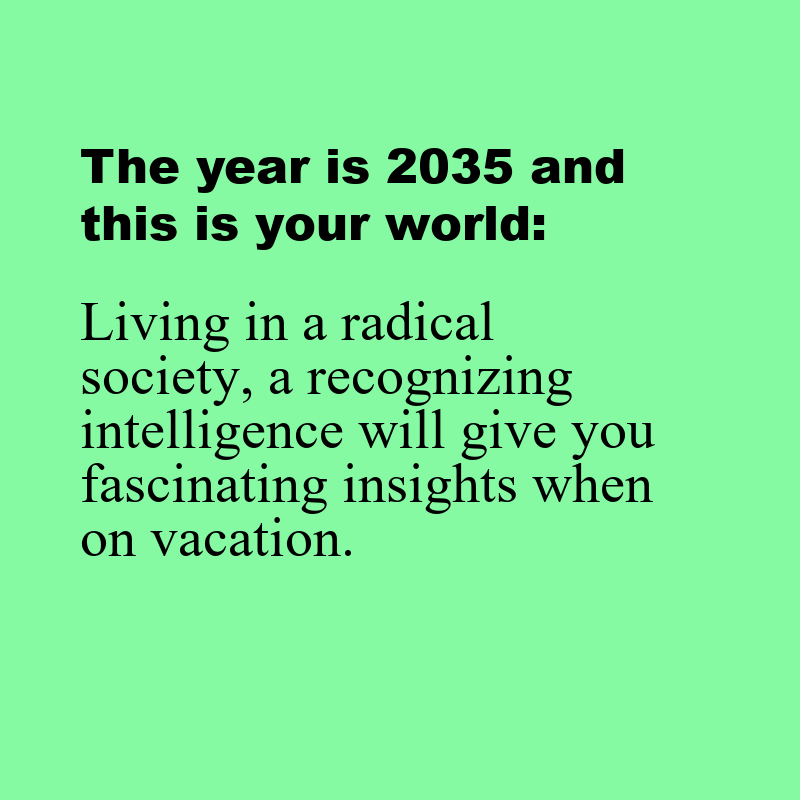 The year is 2035 and
this is your world:
Living in a radical
society, a recognizing
intelligence will give you
fascinating insights when
on vacation.